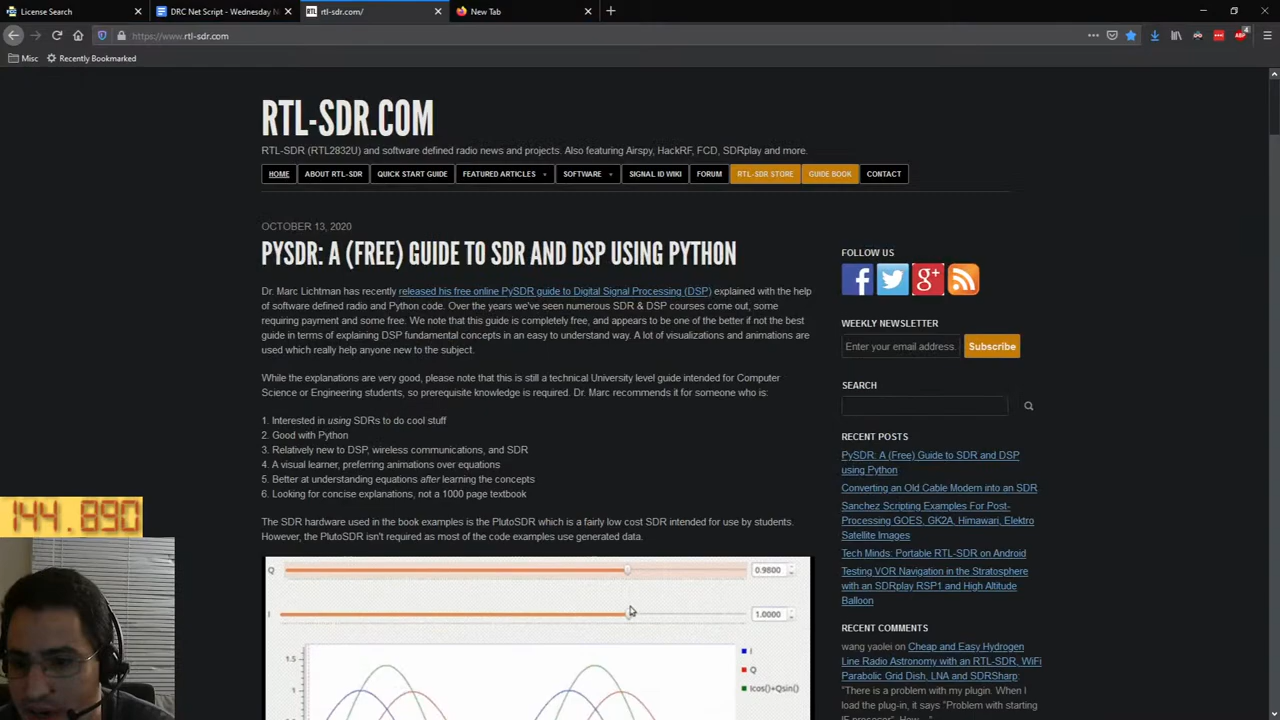 License Search
DRC Net Script - Wednesday N
rtl-sdr.com/
New Tab
https://www.rtl-sdr.com
Misc
Recently Bookmarked
RTL-SDR.COM
RTL-SDR (RTL2832U) and software defined radio news and projects. Also featuring Airspy, HackRF, FCD, SDRplay and more.
HOME
ABOUT RTL-SDR
QUICK START GUIDE
FEATURED ARTICLES
SOFTWARE
SIGNAL ID WIKI
FORUM
RTL-SDR STORE
GUIDE BOOK
CONTACT
OCTOBER 13, 2020
PYSDR: A (FREE) GUIDE TO SDR AND DSP USING PYTHON
Dr. Marc Lichtman has recently released his free online PySDR guide to Digital Signal Processing (DSP) explained with the help
of software defined radio and Python code. Over the years we've seen numerous SDR & DSP courses come out, some
requiring payment and some free. We note that this guide is completely free, and appears to be one of the better if not the best
guide in terms of explaining DSP fundamental concepts in an easy to understand way. A lot of visualizations and animations are
used which really help anyone new to the subject.
While the explanations are very good, please note that this is still a technical University level guide intended for Computer
Science or Engineering students, so prerequisite knowledge is required. Dr. Marc recommends it for someone who is:
1. Interested in using SDRs to do cool stuff
2. Good with Python
3. Relatively new to DSP, wireless communications, and SDR
4. A visual learner, preferring animations over equations
5. Better at understanding equations after learning the concepts
6. Looking for concise explanations, not a 1000 page textbook
The SDR hardware used in the book examples is the PlutoSDR which is a fairly low cost SDR intended for use by students.
However, the PlutoSDR isn't required as most of the code examples use generated data.
Q
0.9800
I
1.0000
1.5
1
I
Q
Icos()+Qsin()
FOLLOW US
WEEKLY NEWSLETTER
Enter your email address.
Subscribe
SEARCH
RECENT POSTS
PySDR: A (Free) Guide to SDR and DSP
using Python
Converting an Old Cable Modem into an SDR
Sanchez Scripting Examples For Post-
Processing GOES, GK2A, Himawari, Elektro
Satellite Images
Tech Minds: Portable RTL-SDR on Android
Testing VOR Navigation in the Stratosphere
with an SDRplay RSP1 and High Altitude
Balloon
RECENT COMMENTS
wang yaolei on Cheap and Easy Hydrogen
Line Radio Astronomy with an RTL-SDR, WiFi
Parabolic Grid Dish, LNA and SDRSharp:
"There is a problem with my plugin. When I
load the plug-in, it says "Problem with starting
144.890